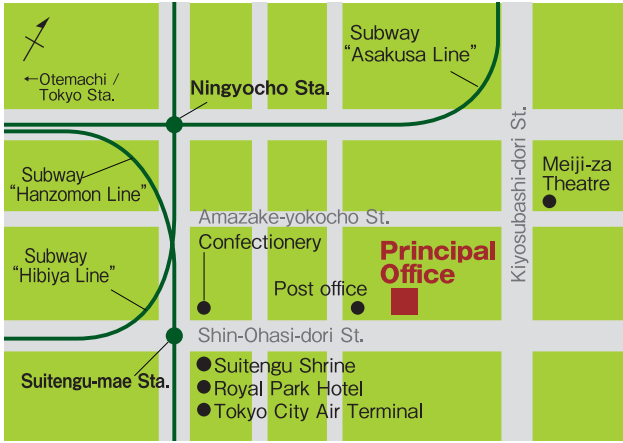 Subway
“Asakusa Line”
←Otemachi /
Tokyo Sta.
Ningyocho Sta.
Kiyosubashi-dori St.
Subway
“Hanzomon Line”
Meiji-za
Theatre
Amazake-yokocho St.
Confectionery
Principal
Office
Subway
“Hibiya Line”
Post office
Shin-Ohasi-dori St.
Suitengu-mae Sta.
Suitengu Shrine
Royal Park Hotel
Tokyo City Air Terminal